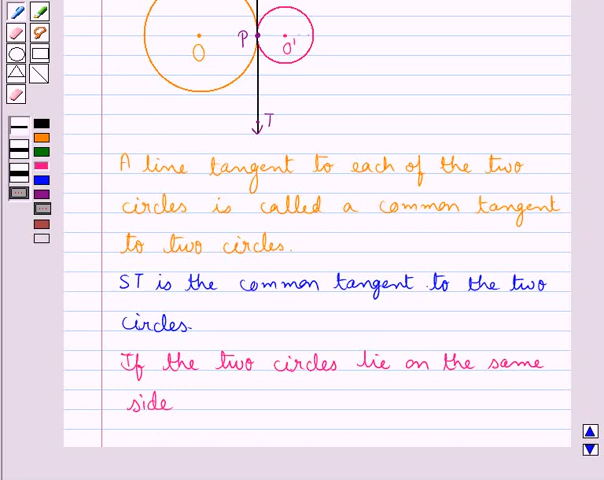 P
O
O'
T
A line tangent to each of the two
circles is called a common tangent
to two circles.
ST is the common tangent to the two
circles.
If the two circles lie on the same
side